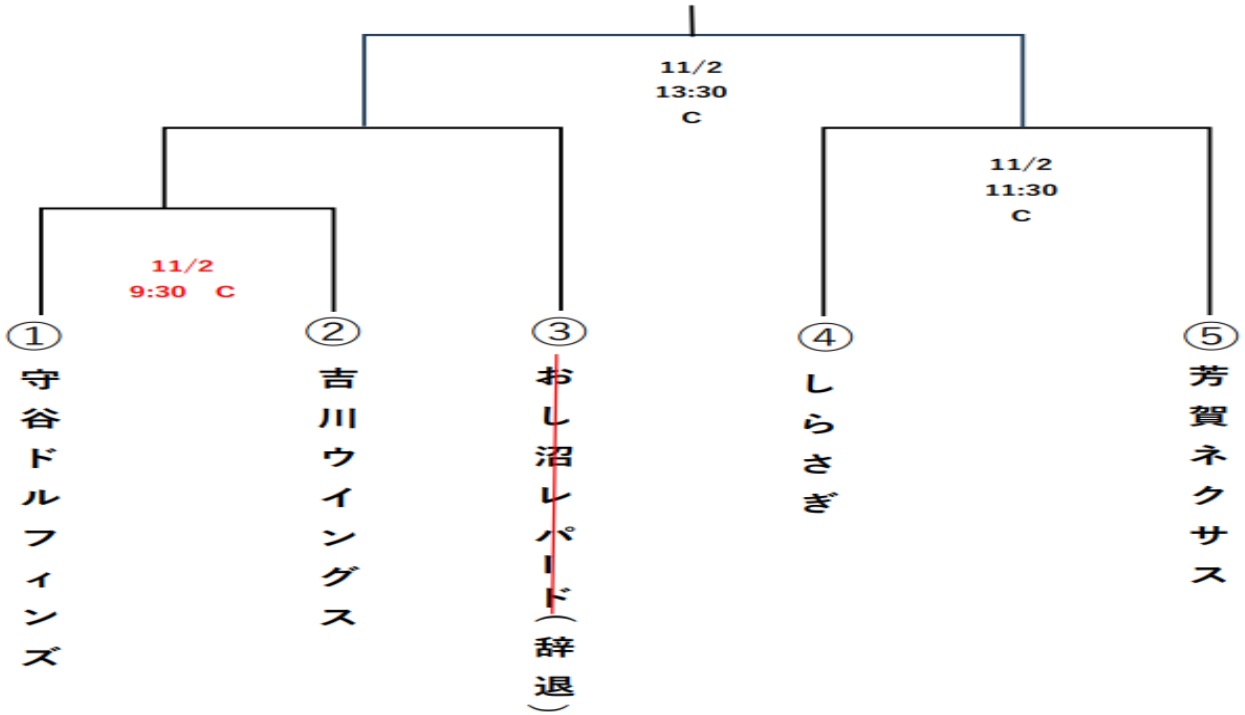 11/2
13:30
C
11/2
11:30
C
11/2
9:30 C
①
守谷ドルフィンズ
②
吉川ウイングス
③
おし沼レパード(辞退)
④
しらさぎ
⑤
芳賀ネクサス